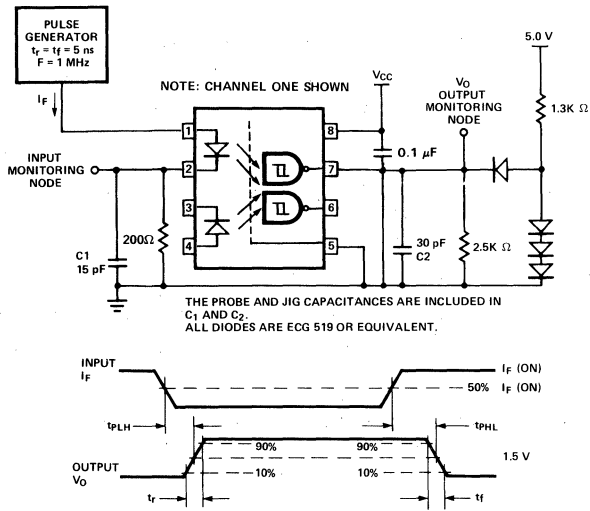 PULSE
GENERATOR
tr = tf = 5 ns
F = 1 MHz
IF
NOTE: CHANNEL ONE SHOWN
VCC
VO
OUTPUT
MONITORING
NODE
5.0 V
1.3K Ω
INPUT
MONITORING
NODE
1
2
3
4
8
7
6
5
0.1 μF
200Ω
C1
15 pF
30 pF
C2
2.5K Ω
THE PROBE AND JIG CAPACITANCES ARE INCLUDED IN
C1 AND C2.
ALL DIODES ARE ECG 519 OR EQUIVALENT.
INPUT
IF
IF (ON)
50% IF (ON)
tPLH
tPHL
90%
90%
1.5 V
OUTPUT
VO
10%
10%
tr
tf